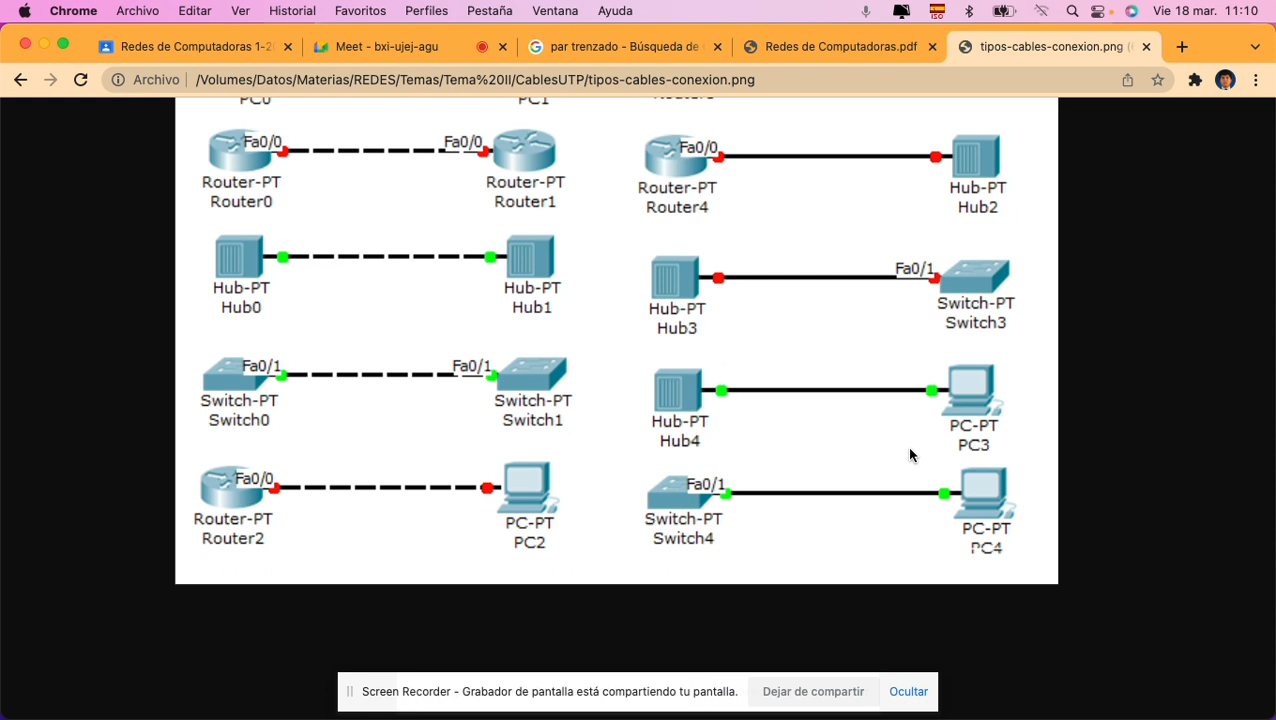 Chrome Archivo Editar Ver Historial Favoritos Perfiles Pestaña Ventana Ayuda ISO Vie 18 mar. 11:10
Redes de Computadoras 1-2 Meet - bxi-ujej-agu par trenzado - Búsqueda de Redes de Computadoras.pdf tipos-cables-conexion.png (
Archivo /Volumes/Datos/Materias/REDES/Temas/Tema%20II/CablesUTP/tipos-cables-conexion.png
PC0 PC1
Fa0/0 Fa0/0 Fa0/0
Router-PT Router-PT Router-PT Hub-PT
Router0 Router1 Router4 Hub2
Hub-PT Hub-PT Fa0/1
Hub0 Hub1 Hub-PT Switch-PT
Hub3 Switch3
Fa0/1 Fa0/1
Switch-PT Switch-PT Hub-PT PC-PT
Switch0 Switch1 Hub4 PC3
Fa0/0 Fa0/1
Router-PT PC-PT Switch-PT PC-PT
Router2 PC2 Switch4 PC4
Screen Recorder - Grabador de pantalla está compartiendo tu pantalla. Dejar de compartir Ocultar